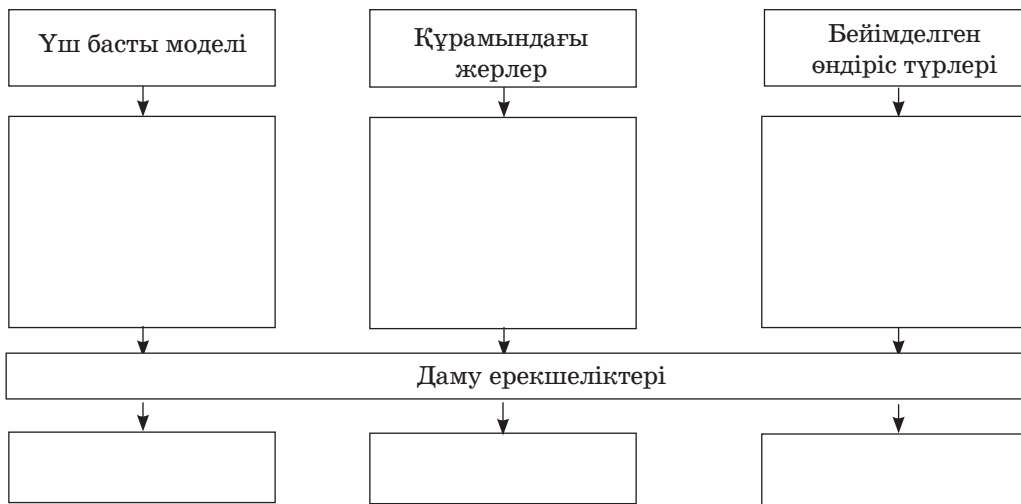 Үш басты моделі
Құрамындағы
жерлер
Бейімделген
өндіріс түрлері
Даму ерекшеліктері